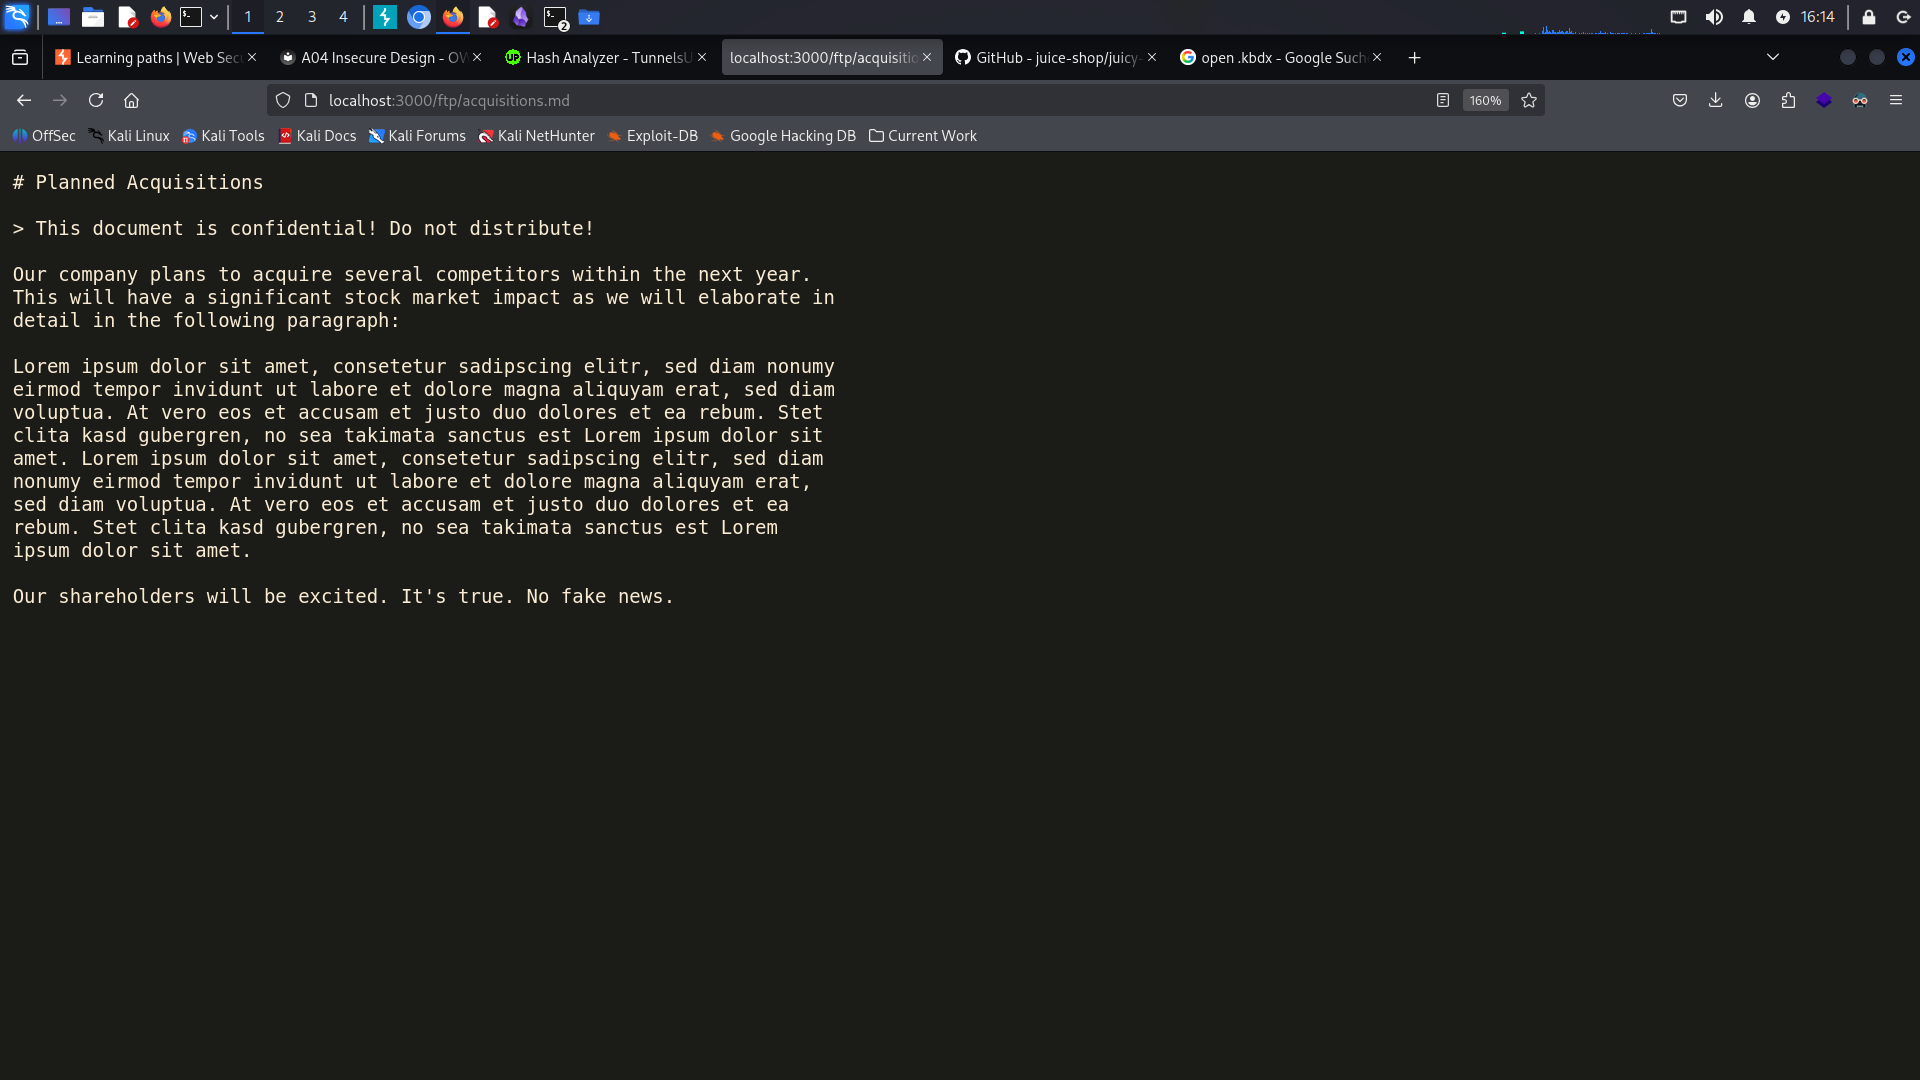 1 2 3 4 2 16:14
Learning paths | Web Sec
A04 Insecure Design - OW
Hash Analyzer - TunnelsU
localhost:3000/ftp/acquisitio
GitHub - juice-shop/juicy-
open .kbdx - Google Such
localhost:3000/ftp/acquisitions.md 160%
OffSec Kali Linux Kali Tools Kali Docs Kali Forums Kali NetHunter Exploit-DB Google Hacking DB Current Work
# Planned Acquisitions
> This document is confidential! Do not distribute!
Our company plans to acquire several competitors within the next year.
This will have a significant stock market impact as we will elaborate in
detail in the following paragraph:
Lorem ipsum dolor sit amet, consetetur sadipscing elitr, sed diam nonumy
eirmod tempor invidunt ut labore et dolore magna aliquyam erat, sed diam
voluptua. At vero eos et accusam et justo duo dolores et ea rebum. Stet
clita kasd gubergren, no sea takimata sanctus est Lorem ipsum dolor sit
amet. Lorem ipsum dolor sit amet, consetetur sadipscing elitr, sed diam
nonumy eirmod tempor invidunt ut labore et dolore magna aliquyam erat,
sed diam voluptua. At vero eos et accusam et justo duo dolores et ea
rebum. Stet clita kasd gubergren, no sea takimata sanctus est Lorem
ipsum dolor sit amet.
Our shareholders will be excited. It's true. No fake news.